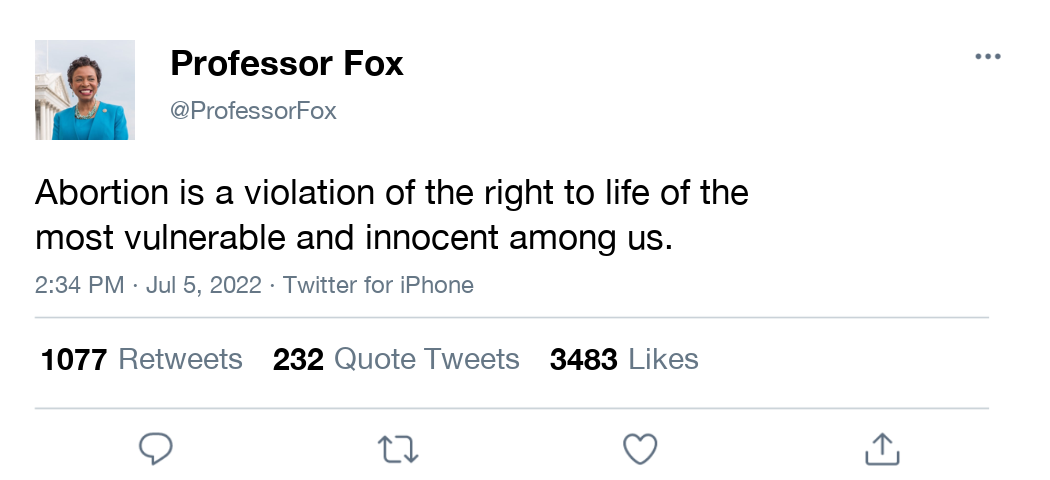 Professor Fox
@ProfessorFox
Abortion is a violation of the right to life of the
most vulnerable and innocent among us.
2:34 PM · Jul 5, 2022 · Twitter for iPhone
1077 Retweets 232 Quote Tweets 3483 Likes